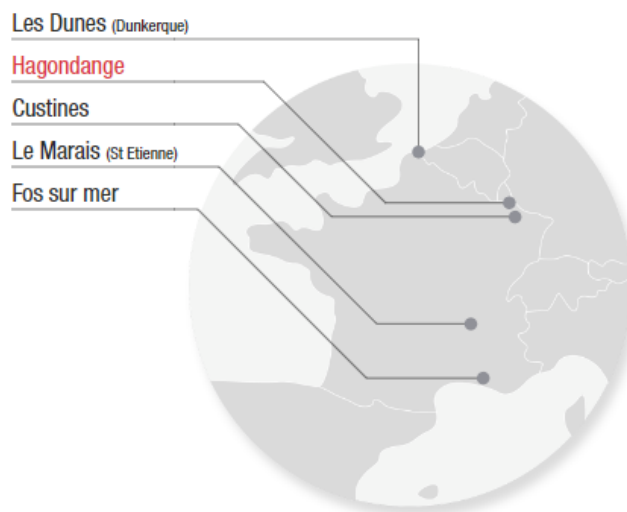 Les Dunes (Dunkerque)
Hagondange
Custines
Le Marais (St Etienne)
Fos sur mer